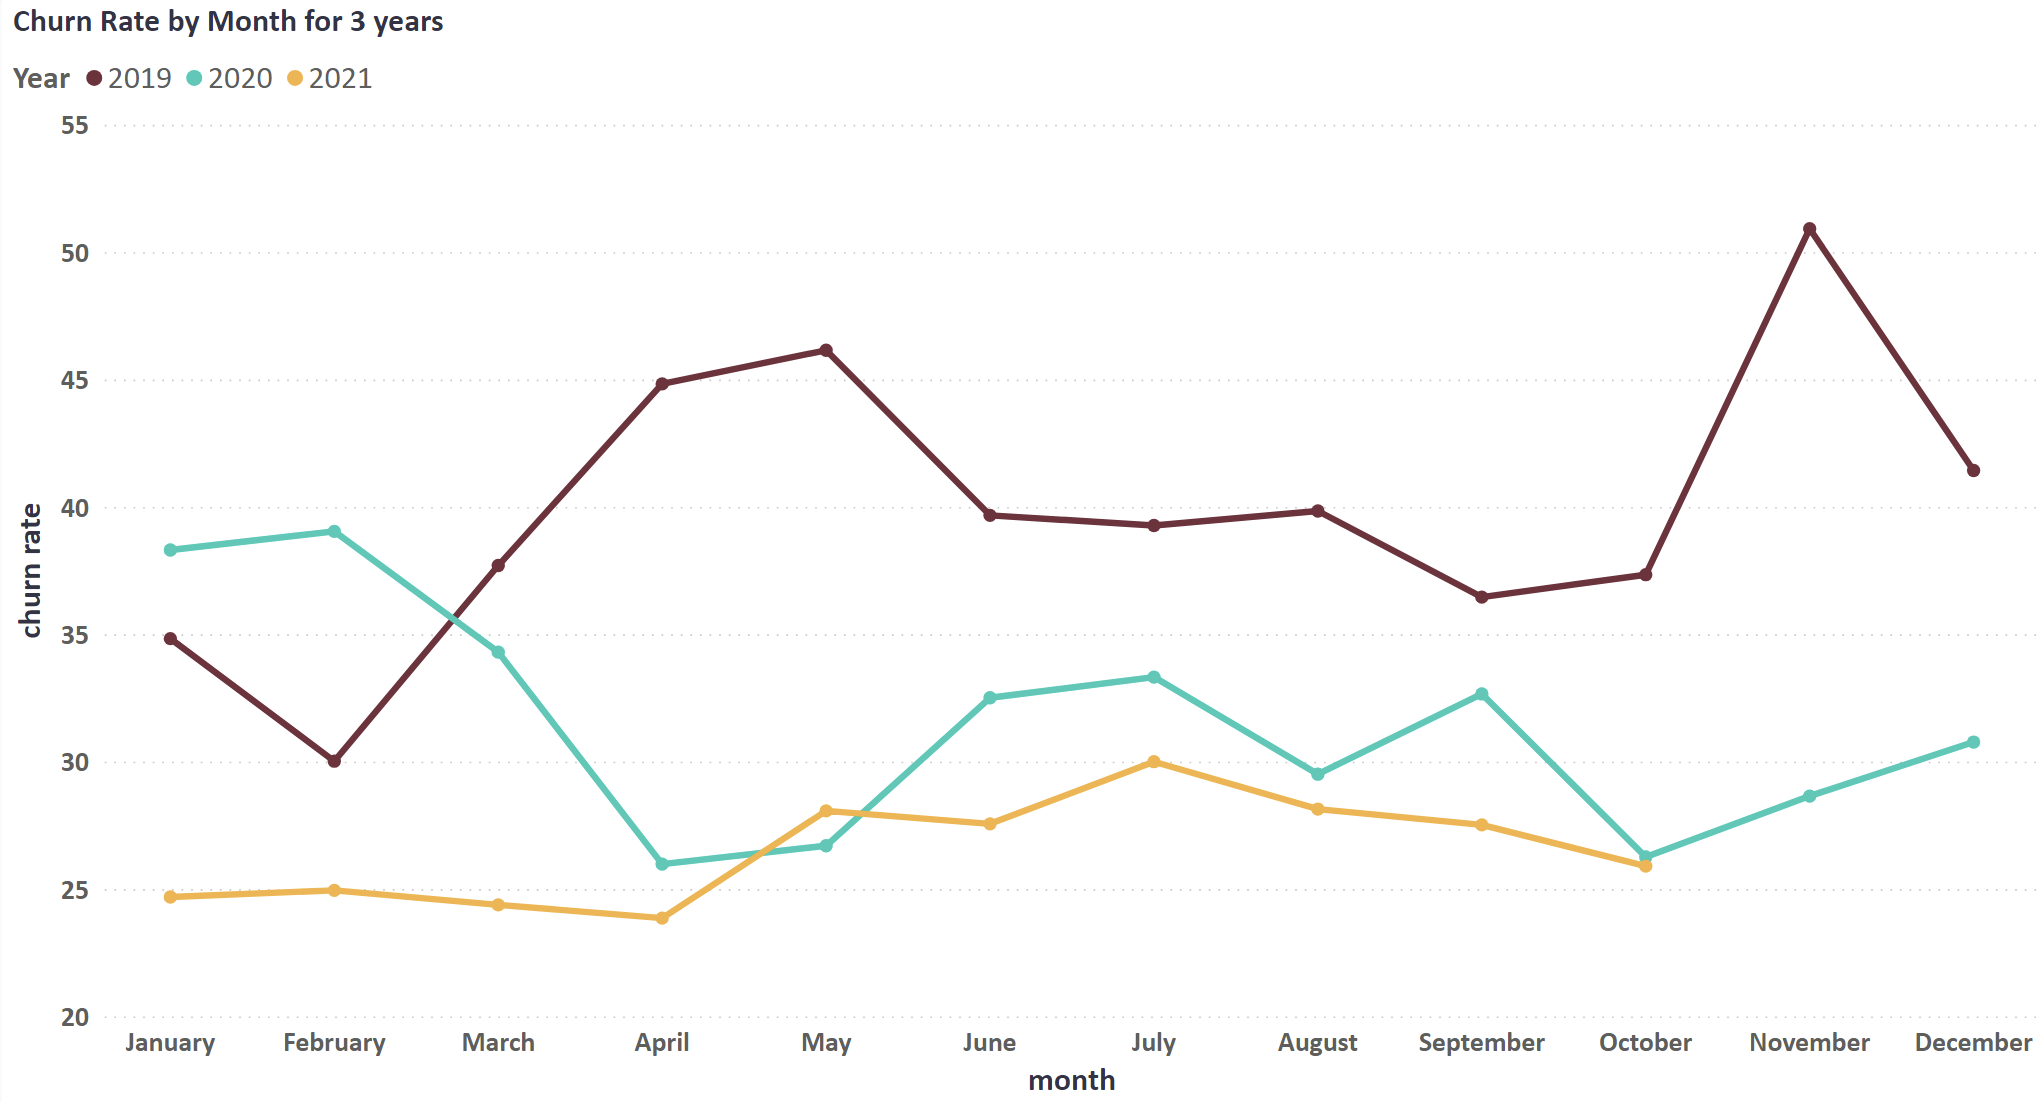 Churn Rate by Month for 3 years
Year 2019 2020 2021
55
50
45
40
35
30
25
20
churn rate
January February March April May June July August September October November December
month